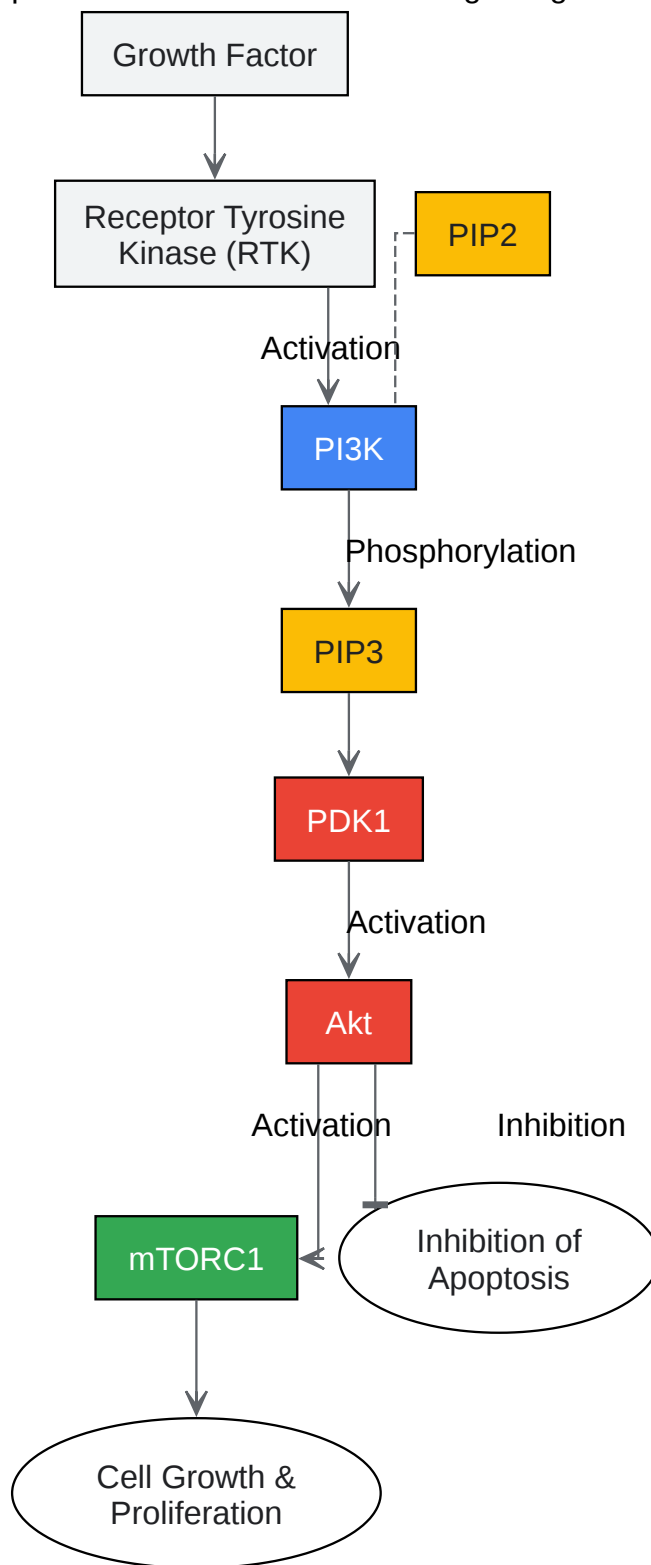 Growth Factor
Receptor Tyrosine
Kinase (RTK)
PIP2
Activation
PI3K
Phosphorylation
PIP3
PDK1
Activation
Akt
Activation
Inhibition
mTORC1
Inhibition of
Apoptosis
Cell Growth &
Proliferation